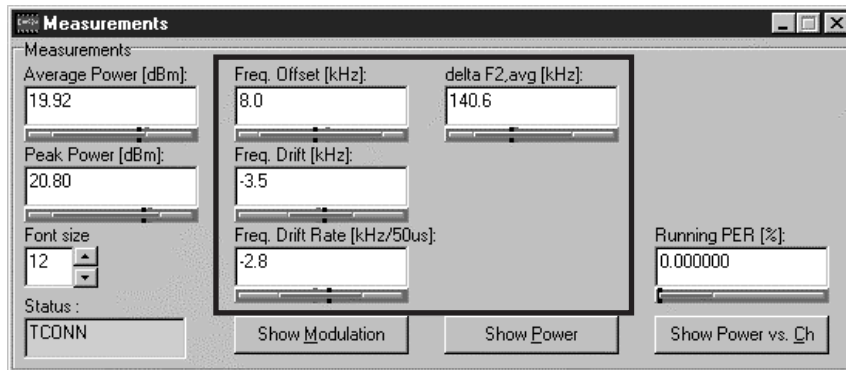 Measurements
Measurements
Average Power [dBm]:
19.92
Peak Power [dBm]:
20.80
Font size
12
Status :
TCONN
Freq. Offset [kHz]:
8.0
Freq. Drift [kHz]:
-3.5
Freq. Drift Rate [kHz/50us]:
-2.8
delta F2,avg [kHz]:
140.6
Running PER [%]:
0.000000
Show Modulation
Show Power
Show Power vs. Ch